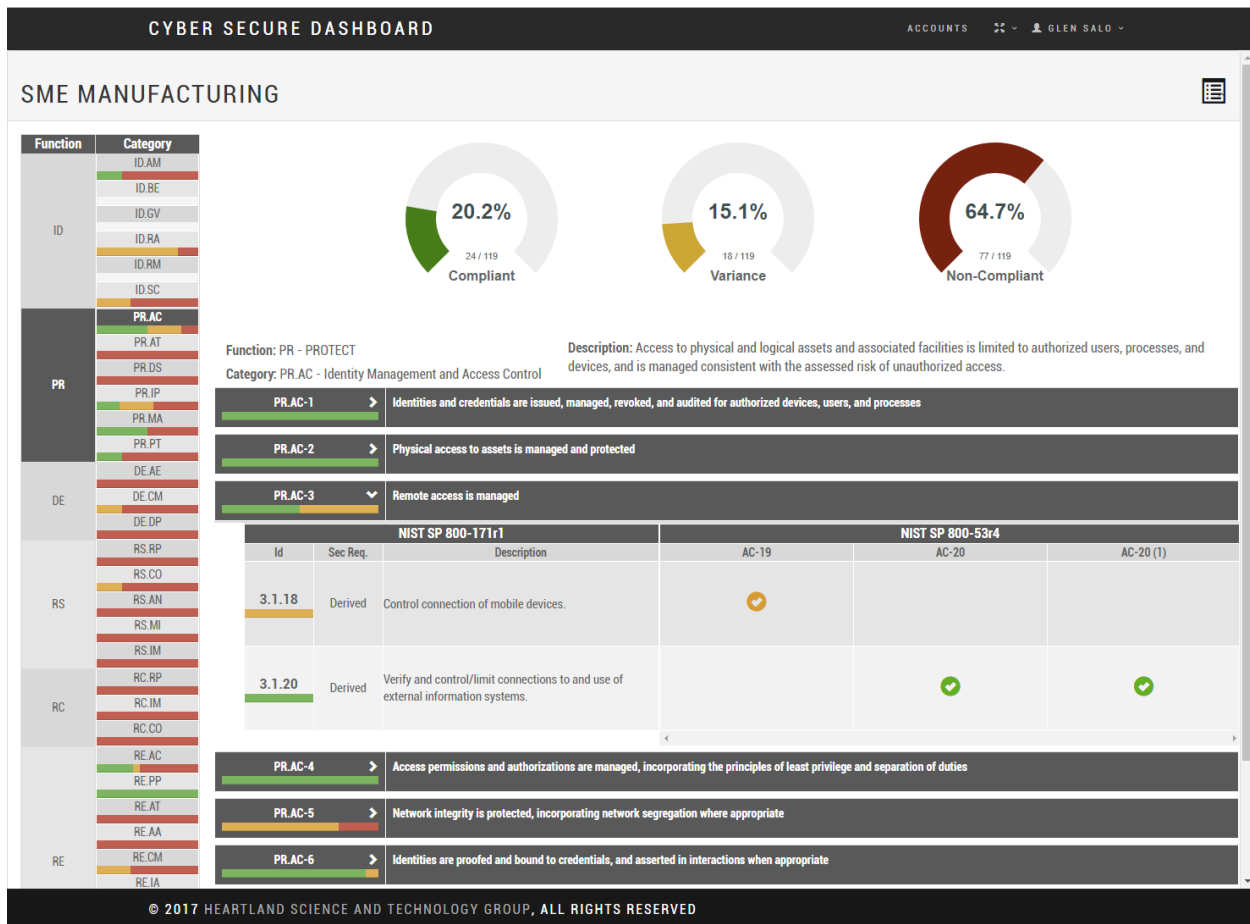 CYBER SECURE DASHBOARD
ACCOUNTS
GLEN SALO
SME MANUFACTURING
Function Category
ID
ID.AM
ID.BE
ID.GV
ID.RA
ID.RM
ID.SC
PR
PR.AC
PR.AT
PR.DS
PR.IP
PR.MA
PR.PT
DE
DE.AE
DE.CM
DE.DP
RS
RS.RP
RS.CO
RS.AN
RS.MI
RS.IM
RC
RC.RP
RC.IM
RC.CO
RE
RE.AC
RE.PP
RE.AT
RE.AA
RE.CM
RE.IA
20.2%
24 / 119
Compliant
15.1%
18 / 119
Variance
64.7%
77 / 119
Non-Compliant
Function: PR - PROTECT
Category: PR.AC - Identity Management and Access Control
Description: Access to physical and logical assets and associated facilities is limited to authorized users, processes, and
devices, and is managed consistent with the assessed risk of unauthorized access.
PR.AC-1 Identities and credentials are issued, managed, revoked, and audited for authorized devices, users, and processes
PR.AC-2 Physical access to assets is managed and protected
PR.AC-3 Remote access is managed
NIST SP 800-171r1 NIST SP 800-53r4
Id Sec Req. Description AC-19 AC-20 AC-20 (1)
3.1.18 Derived Control connection of mobile devices.
3.1.20 Derived Verify and control/limit connections to and use of
external information systems.
PR.AC-4 Access permissions and authorizations are managed, incorporating the principles of least privilege and separation of duties
PR.AC-5 Network integrity is protected, incorporating network segregation where appropriate
PR.AC-6 Identities are proofed and bound to credentials, and asserted in interactions when appropriate
© 2017 HEARTLAND SCIENCE AND TECHNOLOGY GROUP, ALL RIGHTS RESERVED